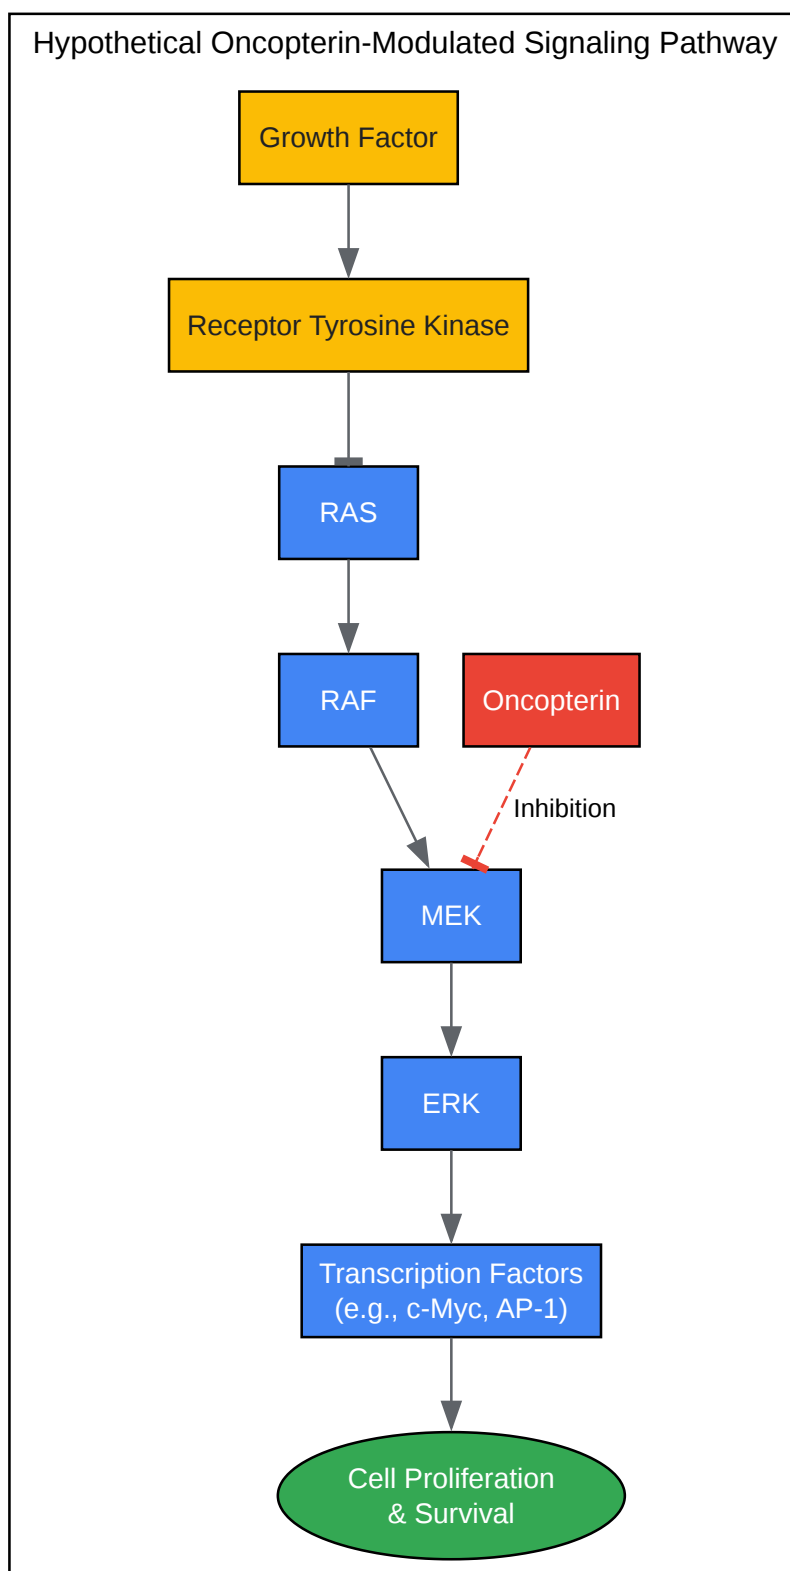 Hypothetical Oncopterin-Modulated Signaling Pathway
Growth Factor
Receptor Tyrosine Kinase
RAS
RAF
Oncopterin
Inhibition
MEK
ERK
Transcription Factors
(e.g., c-Myc, AP-1)
Cell Proliferation
& Survival